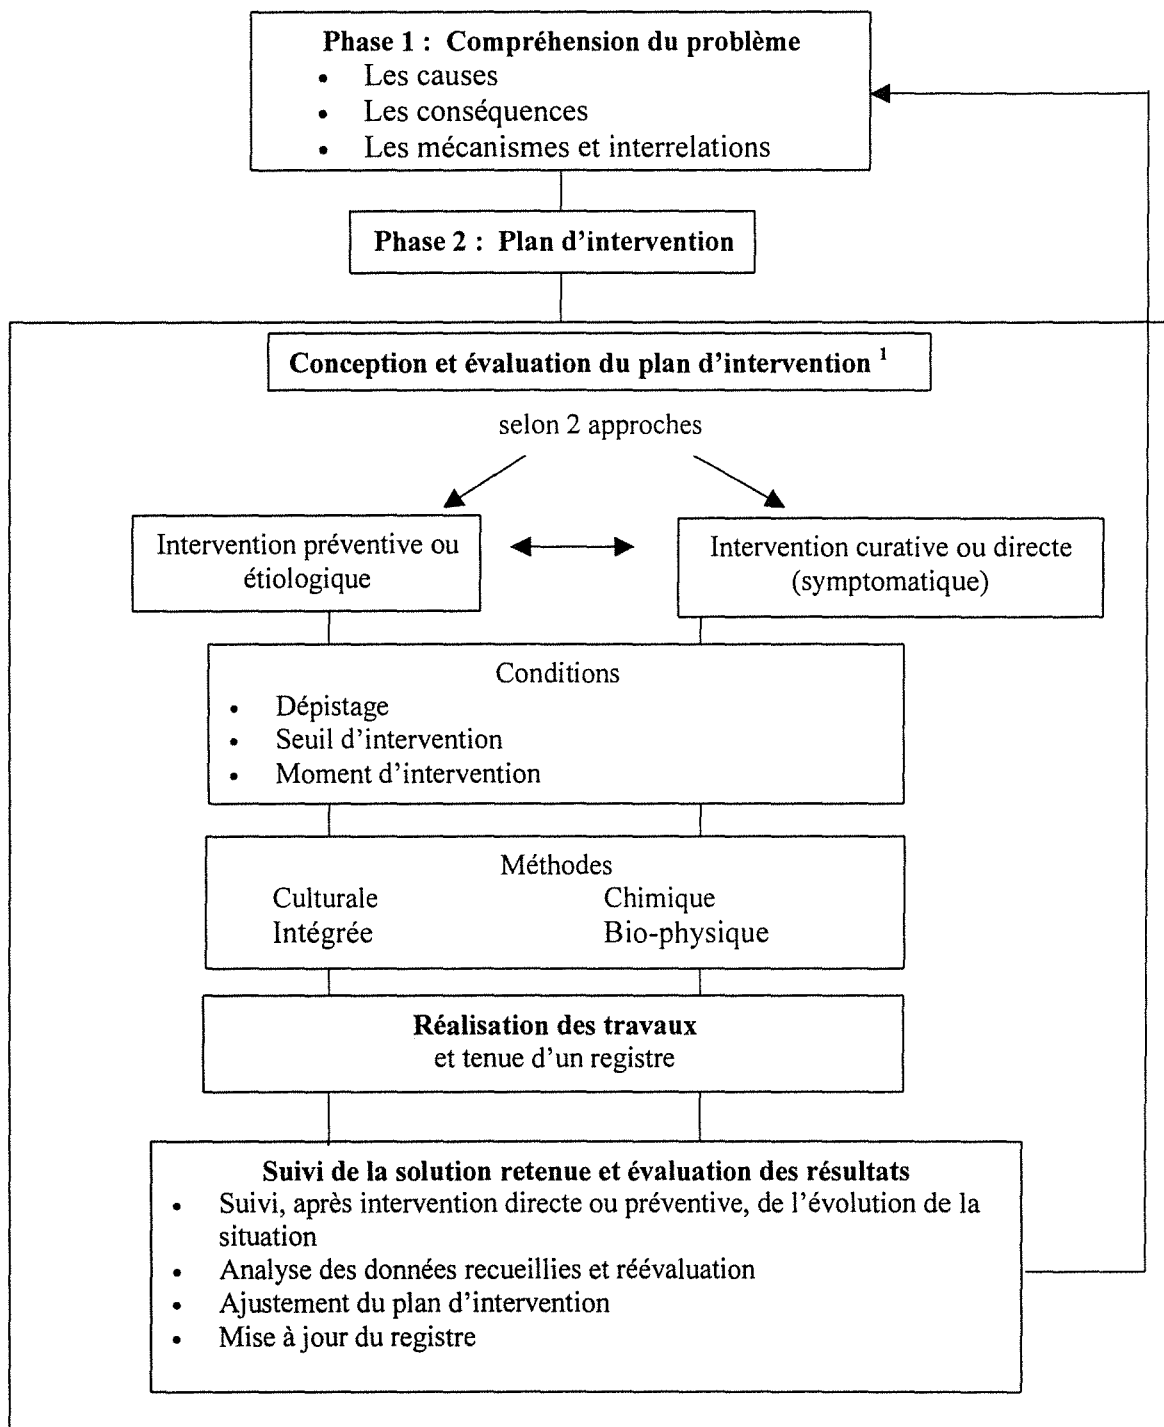 Phase 1 : Compréhension du problème
• Les causes
• Les conséquences
• Les mécanismes et interrelations
Phase 2 : Plan d'intervention
Conception et évaluation du plan d'intervention ¹
selon 2 approches
Intervention préventive ou
étiologique
Intervention curative ou directe
(symptomatique)
Conditions
• Dépistage
• Seuil d'intervention
• Moment d'intervention
Méthodes
Culturale Chimique
Intégrée Bio-physique
Réalisation des travaux
et tenue d'un registre
Suivi de la solution retenue et évaluation des résultats
• Suivi, après intervention directe ou préventive, de l'évolution de la
situation
• Analyse des données recueillies et réévaluation
• Ajustement du plan d'intervention
• Mise à jour du registre